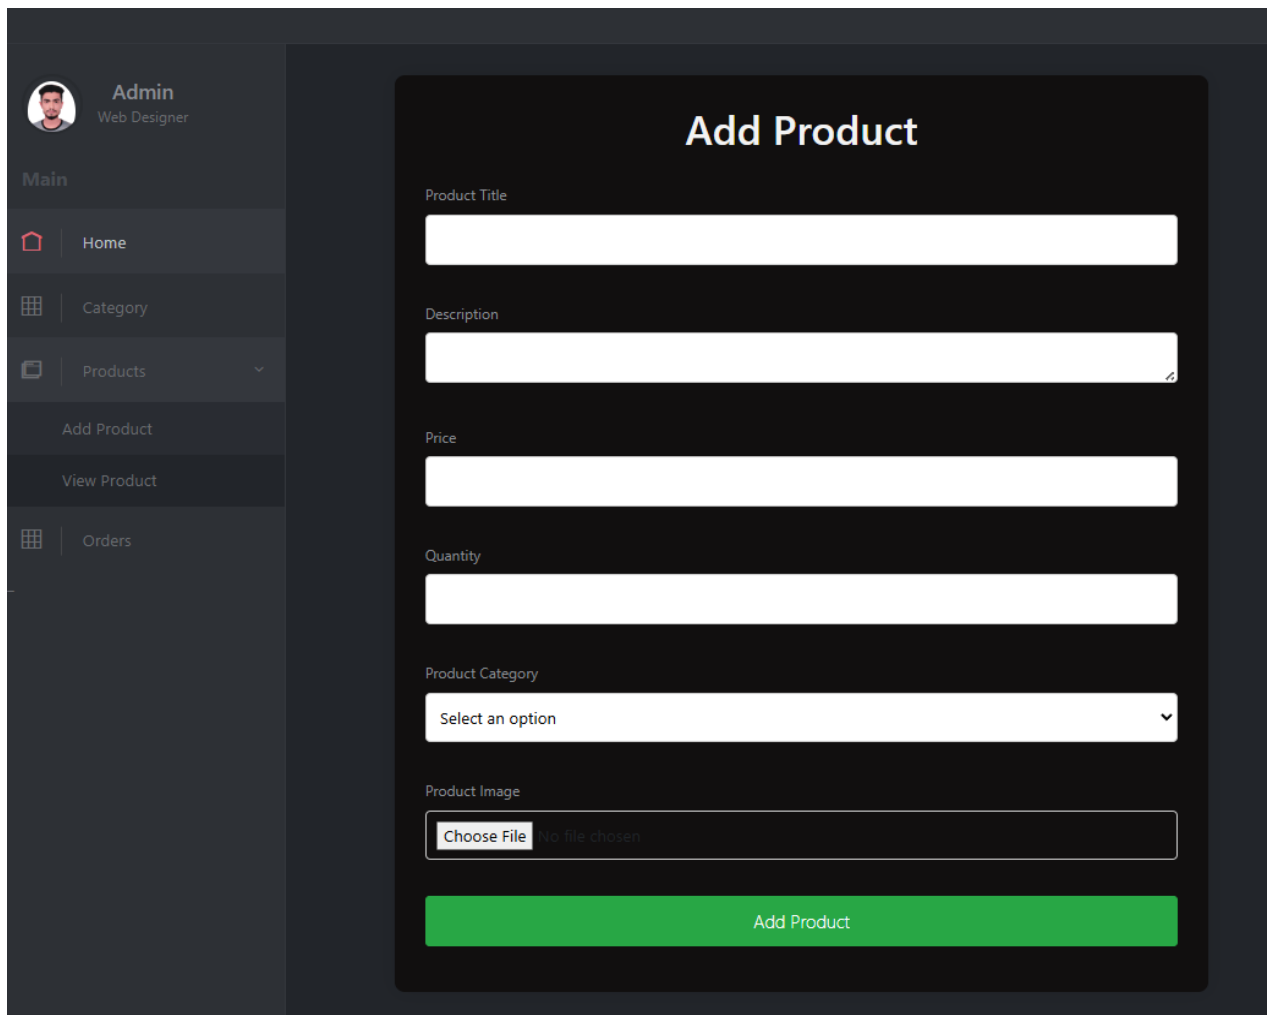 Admin
Web Designer
Main
Home
Category
Products
Add Product
View Product
Orders
Add Product
Product Title
Description
Price
Quantity
Product Category
Select an option
Product Image
Choose File No file chosen
Add Product